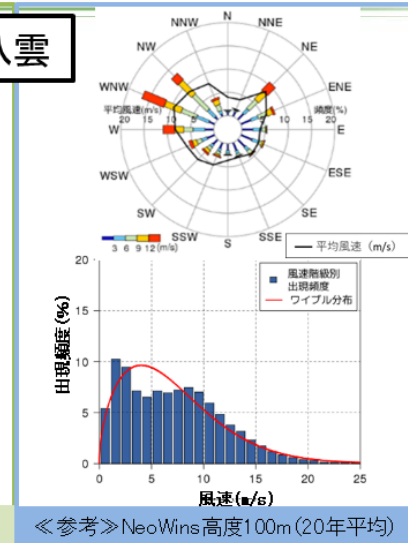 八雲
N
NNW
NNE
NW
NE
WNW
ENE
平均風速(m/s)
頻度(%)
W
20
15
10
5
5
10
15
20
E
WSW
ESE
SW
SE
SSW
S
SSE
3 6 9 12(m/s)
平均風速 (m/s)
20
15
10
5
0
出現頻度(%)
風速階級別
出現頻度
ワイブル分布
0
5
10
15
20
25
風速(m/s)
≪参考≫NeoWins高度100m(20年平均)